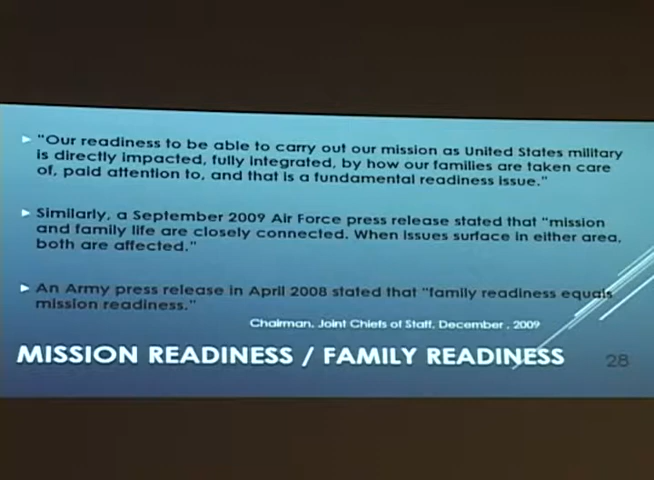 "Our readiness to be able to carry out our mission as United States military
is directly impacted, fully integrated, by how our families are taken care
of, paid attention to, and that is a fundamental readiness issue."
Similarly, a September 2009 Air Force press release stated that "mission
and family life are closely connected. When issues surface in either area,
both are affected."
An Army press release in April 2008 stated that "family readiness equals
mission readiness."
Chairman, Joint Chiefs of Staff, December , 2009
MISSION READINESS / FAMILY READINESS
28